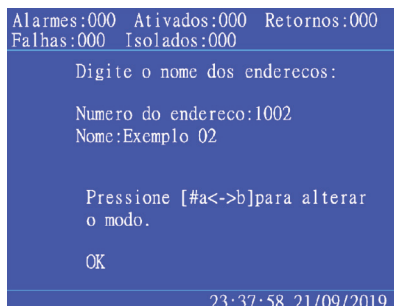 Alarmes:000 Ativados:000 Retornos:000
Falhas:000 Isolados:000
Digite o nome dos enderecos:
Numero do endereco:1002
Nome:Exemplo 02
Pressione [#a<->b]para alterar
o modo.
OK
23:37:58 21/09/2019